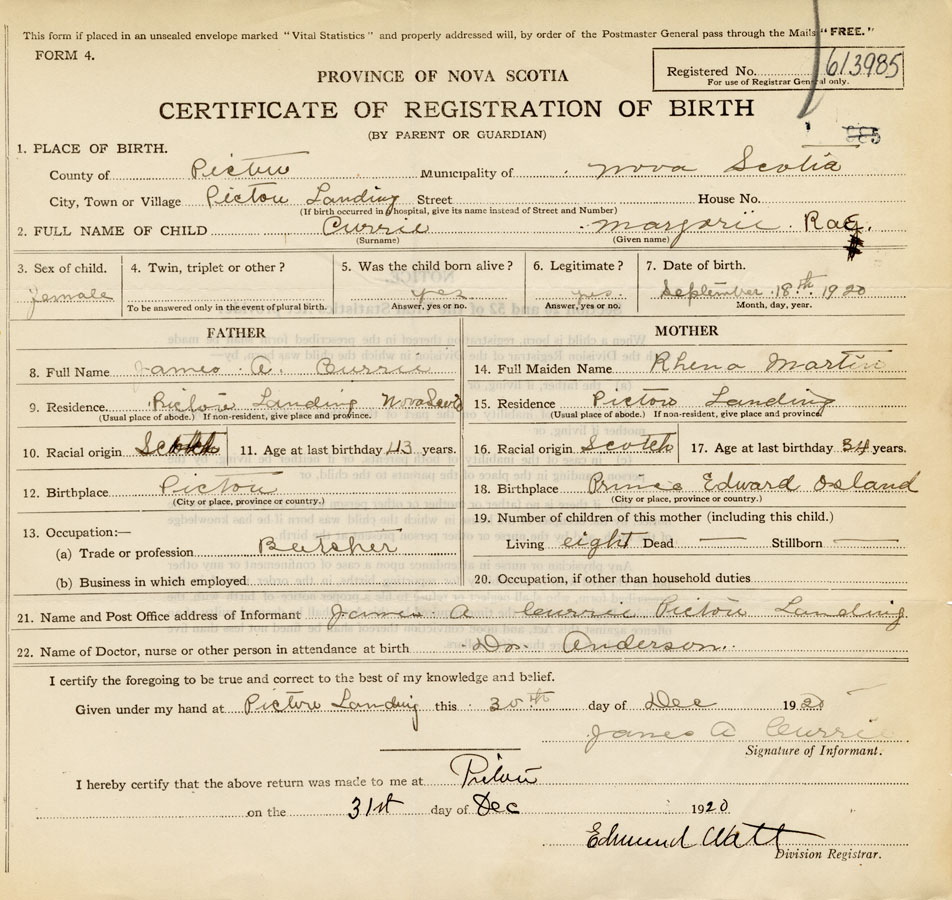 This form if placed in an unsealed envelope marked "Vital Statistics" and properly addressed will, by order of the Postmaster General pass through the Mails "FREE."
FORM 4.
Registered No. 613985
For use of Registrar General only.
PROVINCE OF NOVA SCOTIA
CERTIFICATE OF REGISTRATION OF BIRTH
(BY PARENT OR GUARDIAN)
1. PLACE OF BIRTH.
County of Pictou Municipality of Nova Scotia
City, Town or Village Pictou Landing Street House No.
(If birth occurred in hospital, give its name instead of Street and Number)
2. FULL NAME OF CHILD Currie Marjorie Rae.
(Surname) (Given name)
3. Sex of child. 4. Twin, triplet or other? 5. Was the child born alive? 6. Legitimate? 7. Date of birth.
female yes yes. September 18th 1920
To be answered only in the event of plural birth. Answer, yes or no. Answer, yes or no. Month, day, year.
FATHER MOTHER
8. Full Name James A. Currie 14. Full Maiden Name Rhena Martin
9. Residence. Pictou Landing Nova Scotia 15. Residence Pictou Landing
(Usual place of abode.) If non-resident, give place and province. (Usual place of abode.) If non-resident, give place and province
10. Racial origin Scotch 11. Age at last birthday 43 years. 16. Racial origin Scotch 17. Age at last birthday 34 years.
12. Birthplace Pictou 18. Birthplace Prince Edward Island
(City or place, province or country.) (City or place, province or country.)
13. Occupation:— 19. Number of children of this mother (including this child.)
(a) Trade or profession Butcher Living eight Dead — Stillborn —
(b) Business in which employed 20. Occupation, if other than household duties
21. Name and Post Office address of Informant James A Currie Pictou Landing
22. Name of Doctor, nurse or other person in attendance at birth Dr. Anderson.
I certify the foregoing to be true and correct to the best of my knowledge and belief.
Given under my hand at Pictou Landing this 30th day of Dec 1920
James A Currie
Signature of Informant.
I hereby certify that the above return was made to me at Pictou
on the 31st day of Dec 1920
Edmund Watt
Division Registrar.